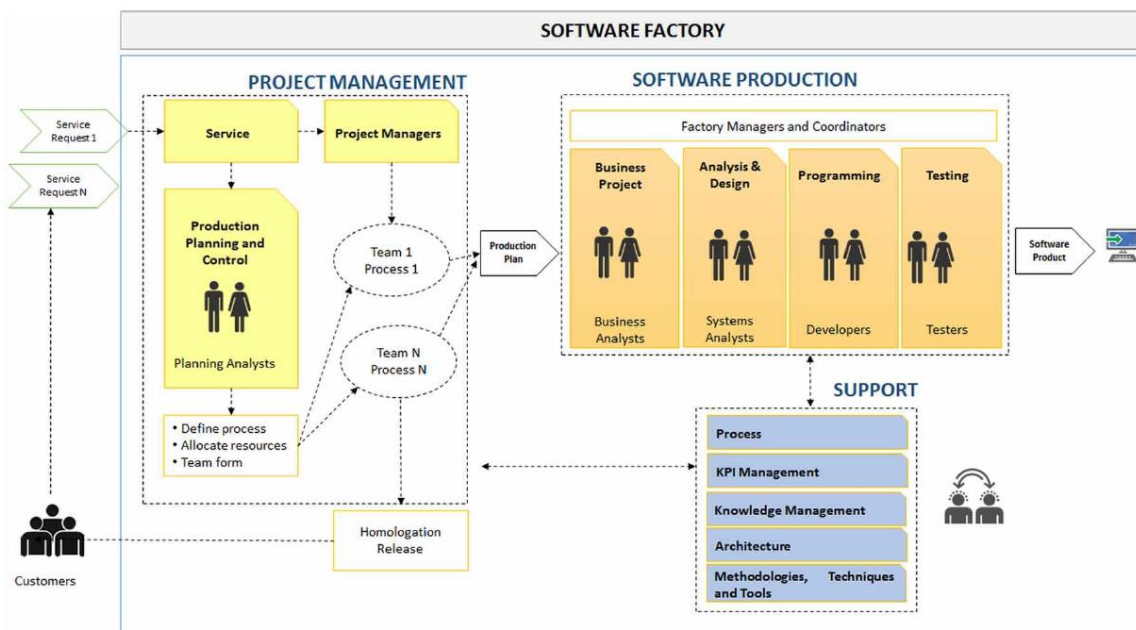 SOFTWARE FACTORY
PROJECT MANAGEMENT
SOFTWARE PRODUCTION
Service
Request 1
Service
Request N
Service
Project Managers
Production
Planning and
Control
Planning Analysts
• Define process
• Allocate resources
• Team form
Team 1
Process 1
Team N
Process N
Production
Plan
Factory Managers and Coordinators
Business
Project
Business
Analysts
Analysis &
Design
Systems
Analysts
Programming
Developers
Testing
Testers
Software
Product
SUPPORT
Process
KPI Management
Knowledge Management
Architecture
Methodologies, Techniques
and Tools
Homologation
Release
Customers